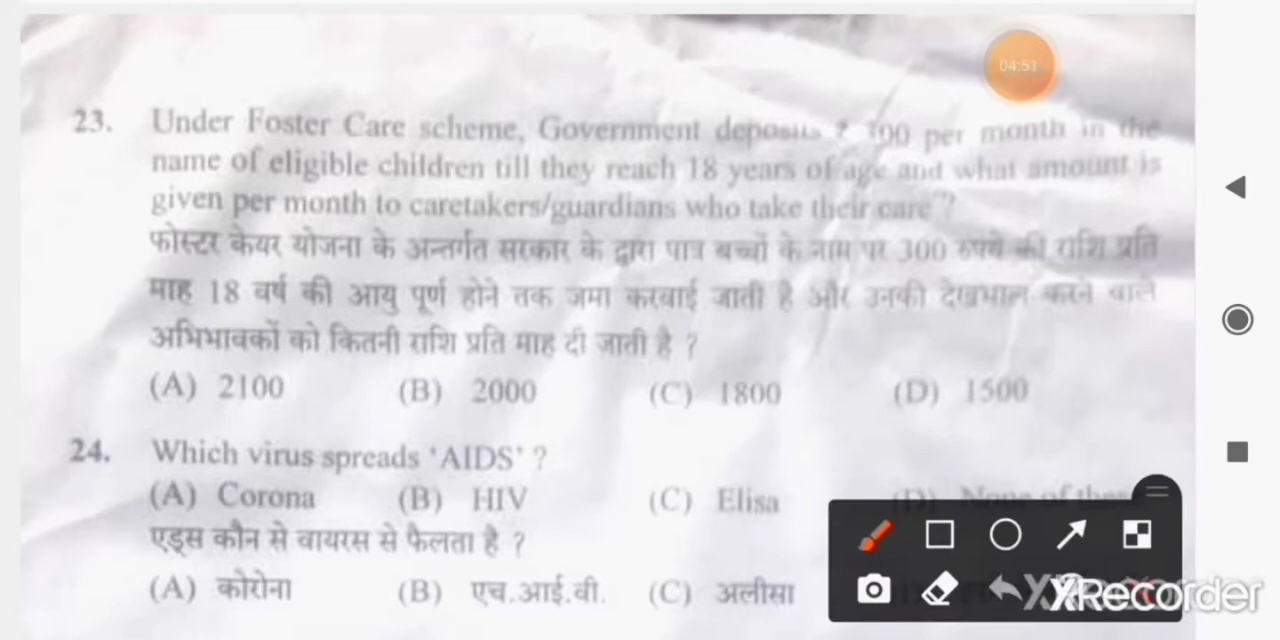 04:51
23. Under Foster Care scheme, Government deposits ₹ 300 per month in the
name of eligible children till they reach 18 years of age and what amount is
given per month to caretakers/guardians who take their care ?
फोस्टर केयर योजना के अन्तर्गत सरकार के द्वारा पात्र बच्चों के नाम पर 300 रुपये की राशि प्रति
माह 18 वर्ष की आयु पूर्ण होने तक जमा करवाई जाती है और उनकी देखभाल करने वाले
अभिभावकों को कितनी राशि प्रति माह दी जाती है ?
(A) 2100 (B) 2000 (C) 1800 (D) 1500
24. Which virus spreads 'AIDS' ?
(A) Corona (B) HIV (C) Elisa (D) None of these
एड्स कौन से वायरस से फैलता है ?
(A) कोरोना (B) एच.आई.वी. (C) अलीसा
XRecorder